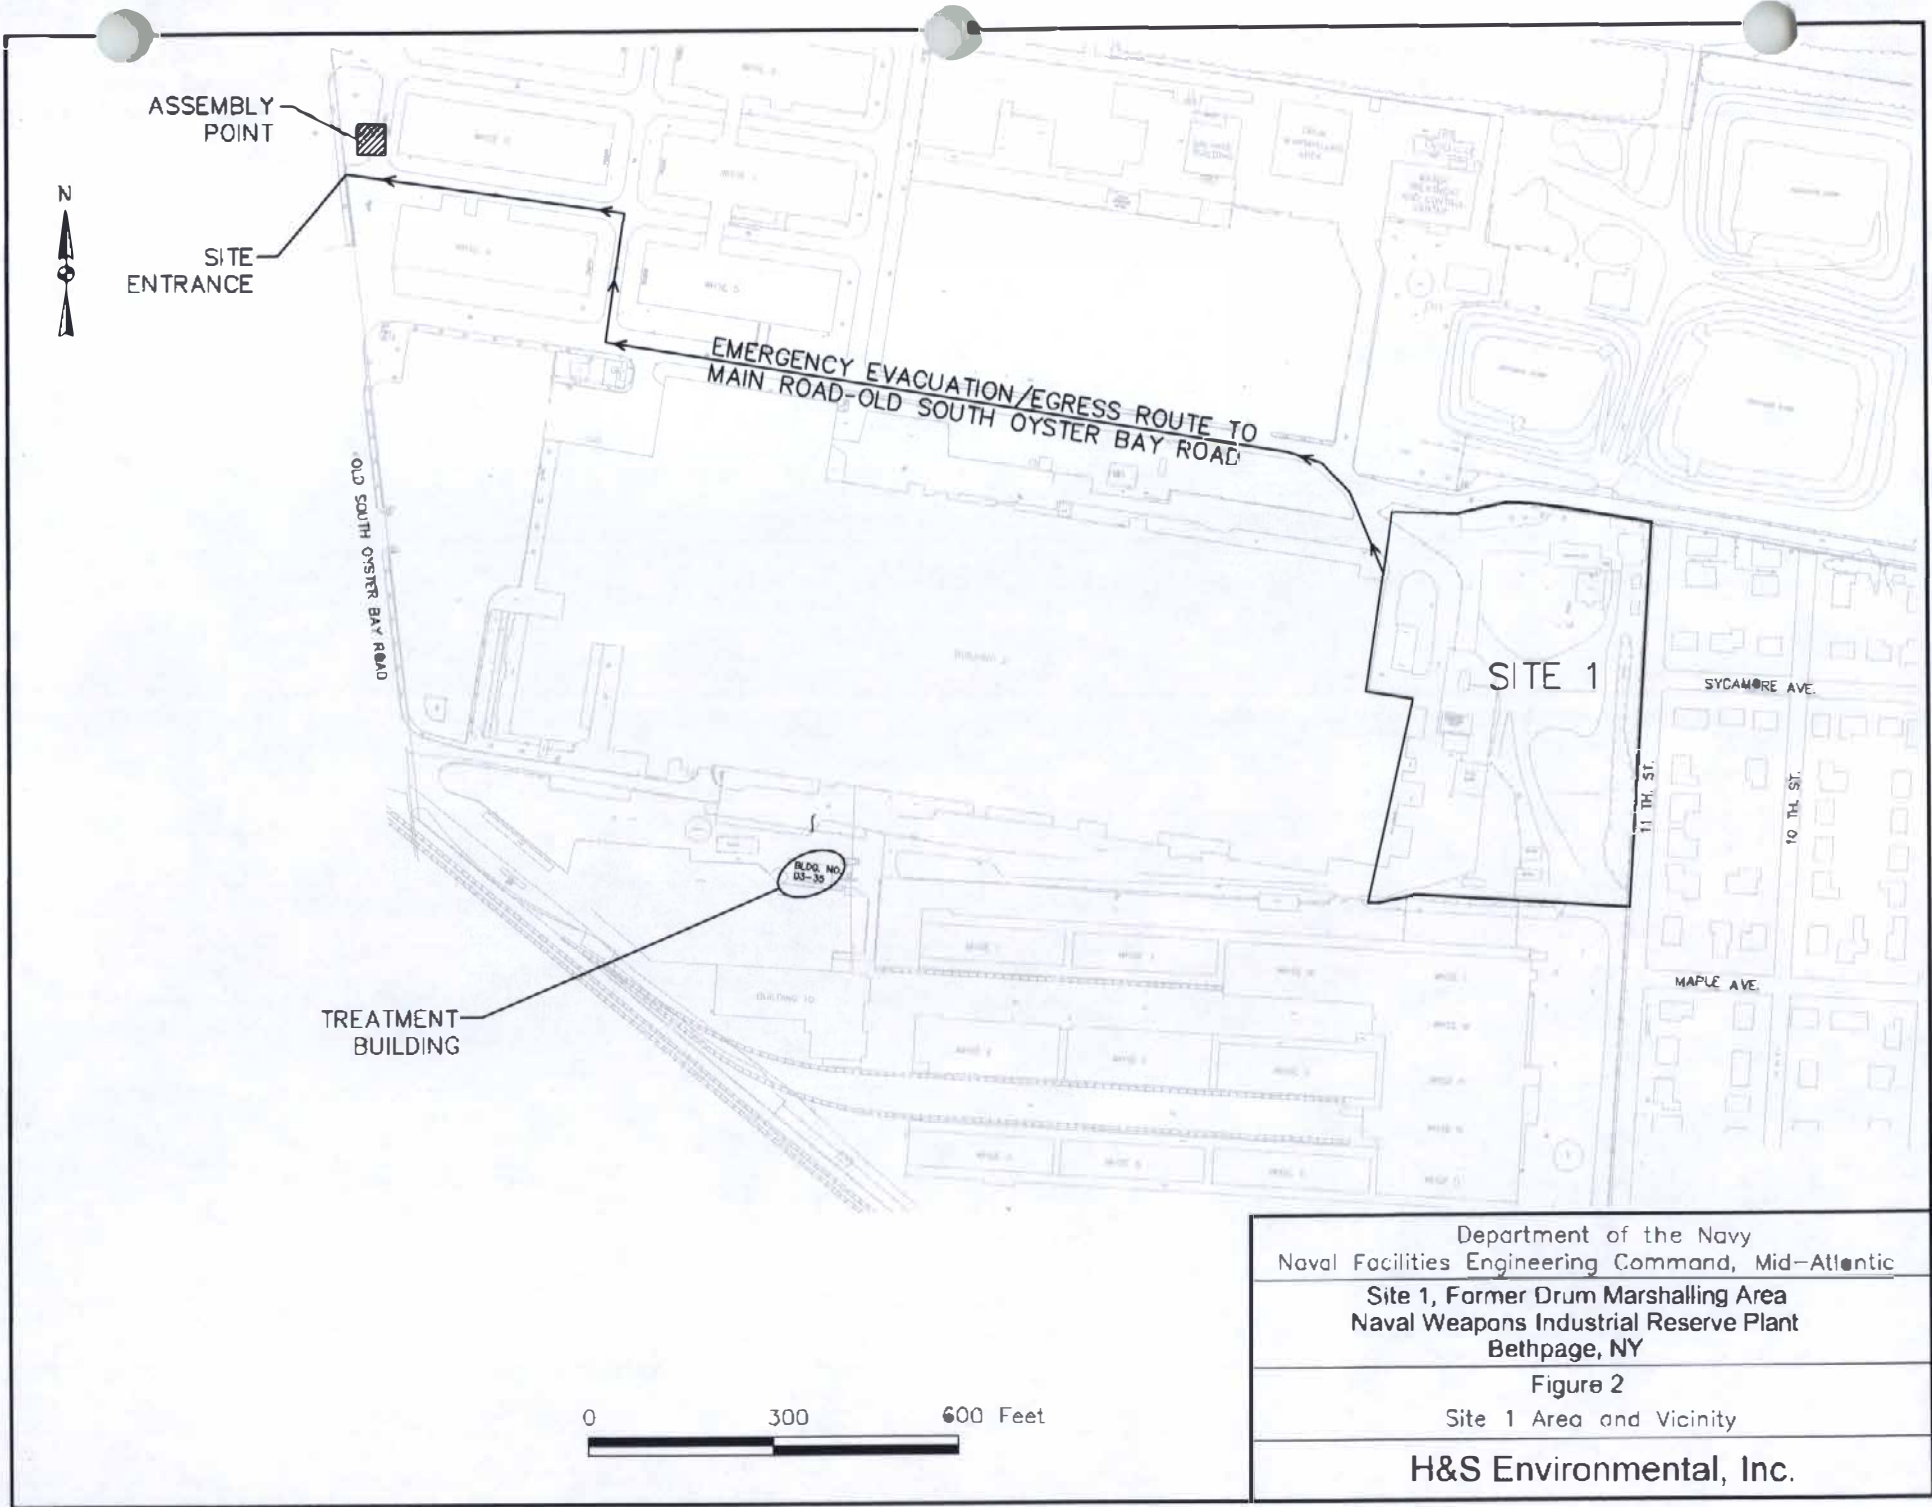 ASSEMBLY
POINT
N
SITE
ENTRANCE
EMERGENCY EVACUATION/EGRESS ROUTE TO
MAIN ROAD-OLD SOUTH OYSTER BAY ROAD
OLD SOUTH OYSTER BAY ROAD
SITE 1
SYCAMORE AVE.
11 TH. ST.
10 TH. ST.
MAPLE AVE.
BLDG. NO.
03-35
TREATMENT
BUILDING
BUILDING 10
0 300 600 Feet
Department of the Navy
Naval Facilities Engineering Command, Mid-Atlantic
Site 1, Former Drum Marshalling Area
Naval Weapons Industrial Reserve Plant
Bethpage, NY
Figure 2
Site 1 Area and Vicinity
H&S Environmental, Inc.